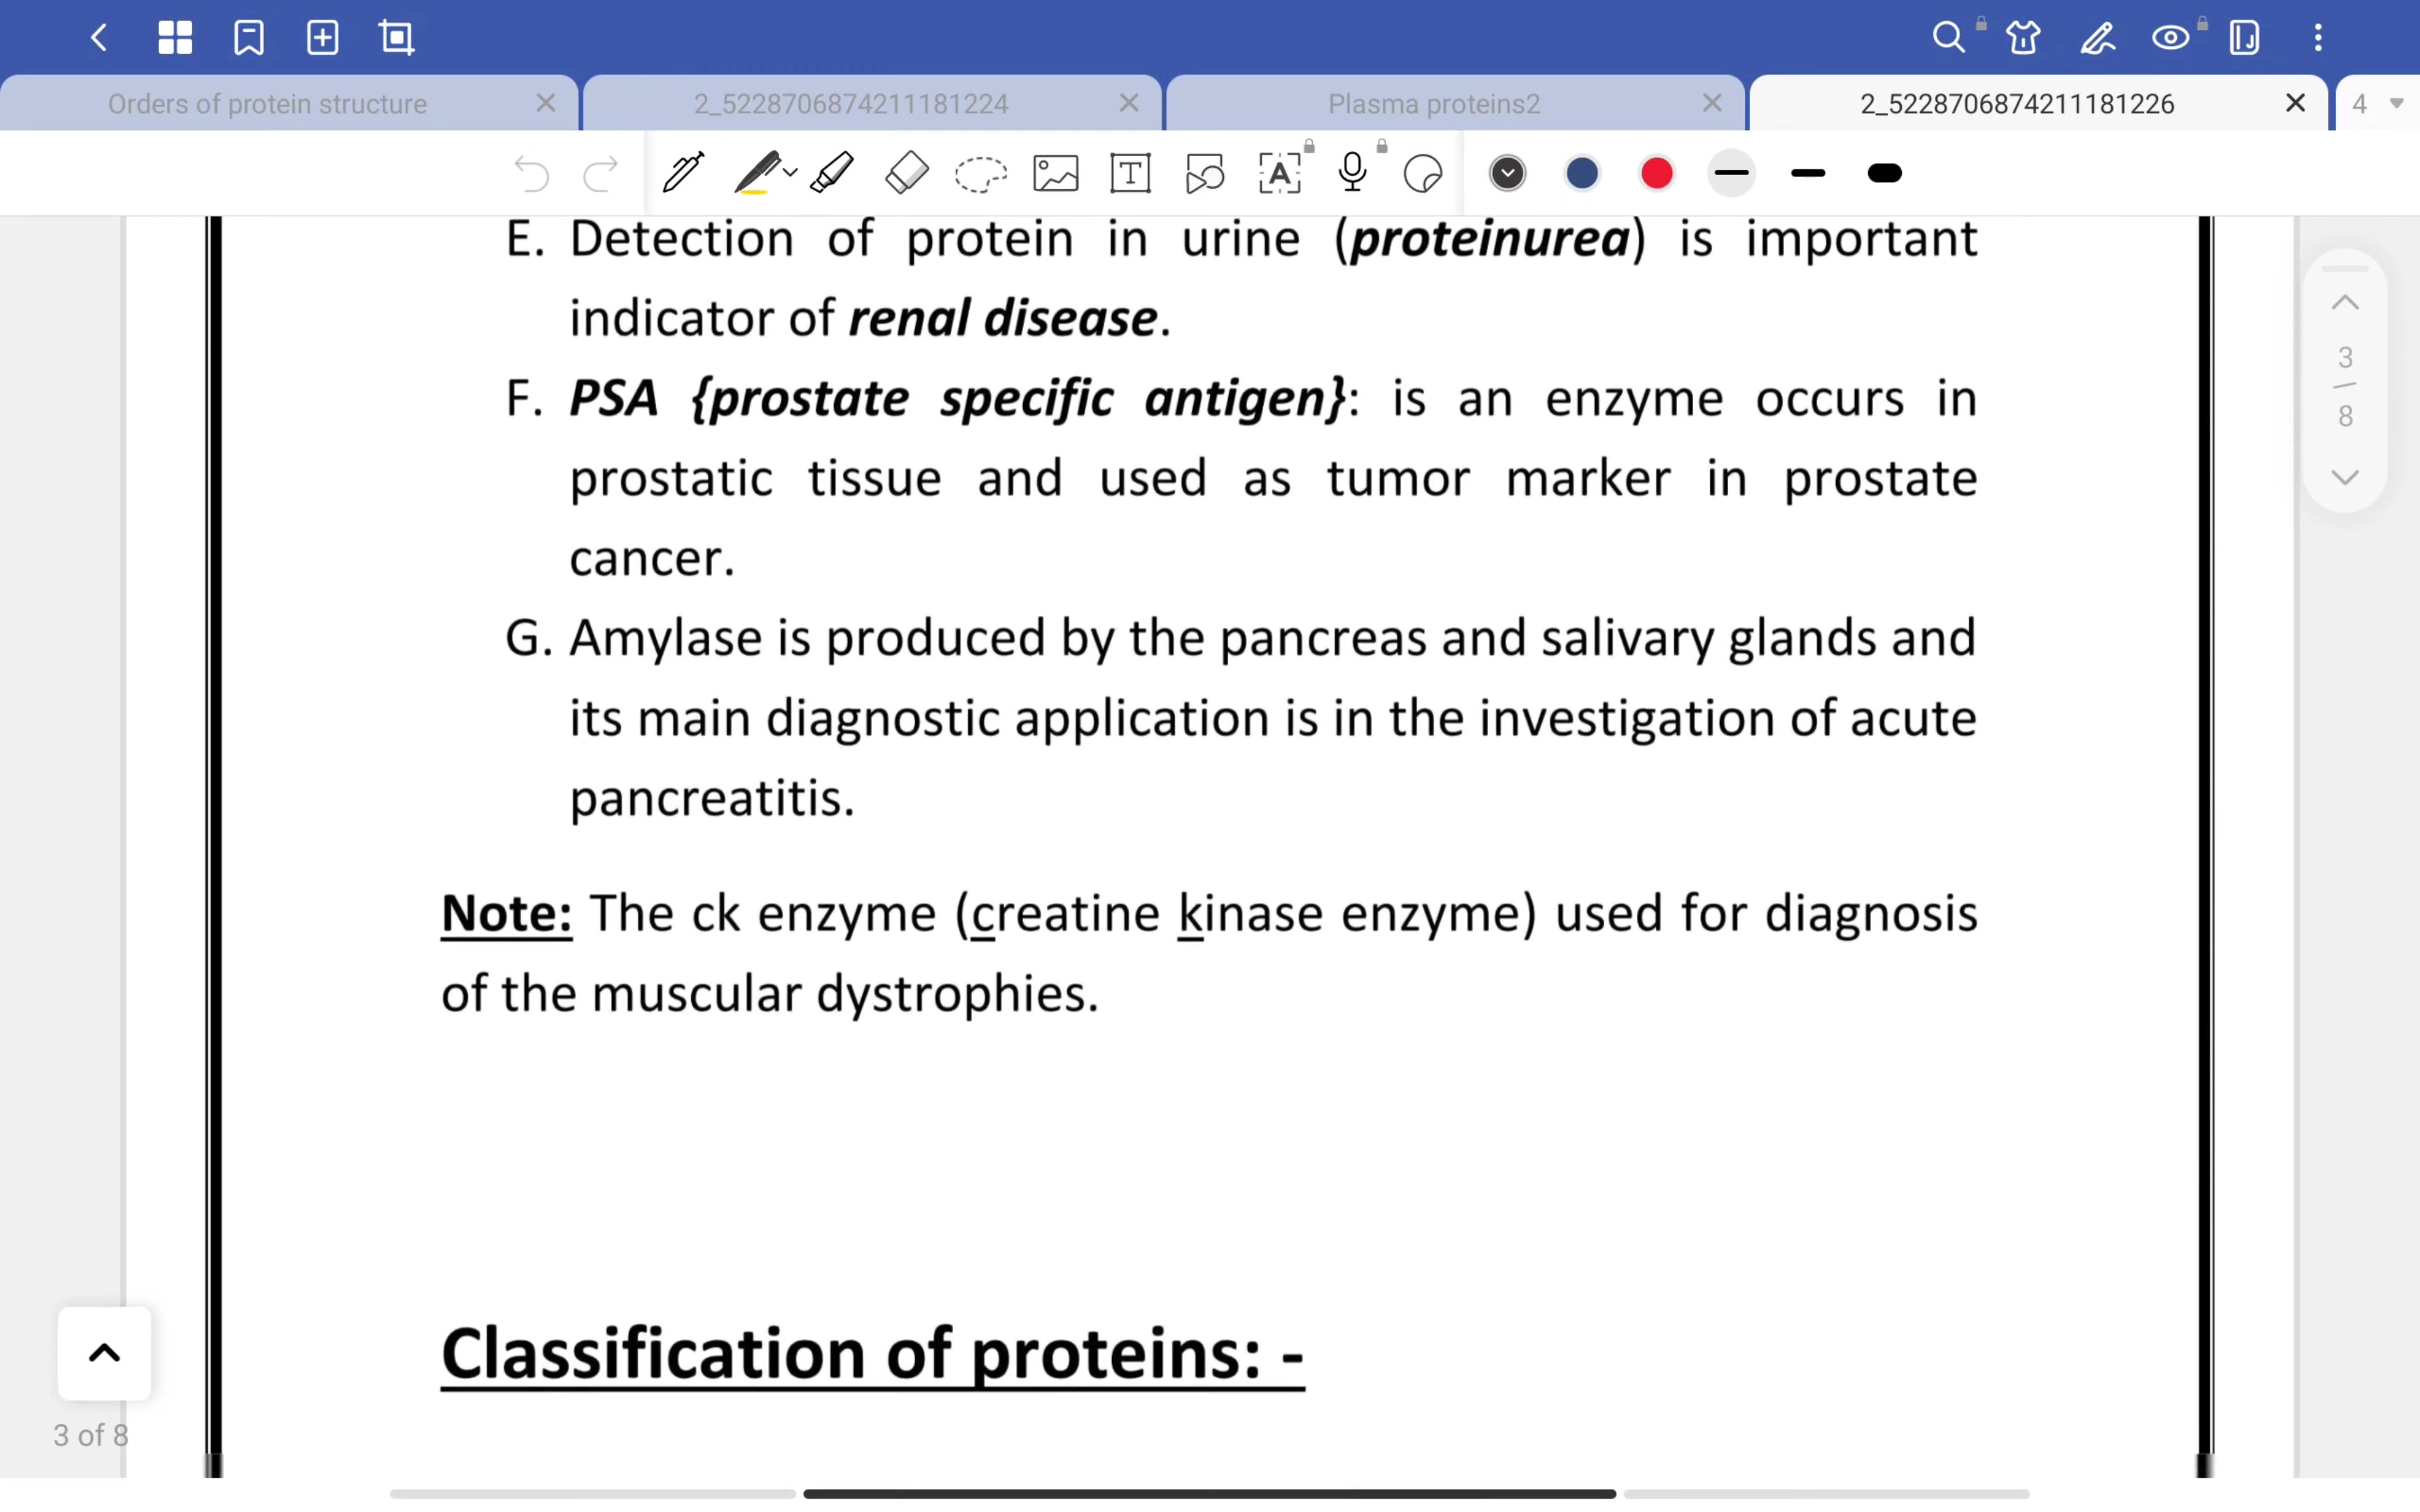 Orders of protein structure
2_5228706874211181224
Plasma proteins2
2_5228706874211181226
4
E. Detection of protein in urine (proteinurea) is important
indicator of renal disease.
F. PSA {prostate specific antigen}: is an enzyme occurs in
prostatic tissue and used as tumor marker in prostate
cancer.
G. Amylase is produced by the pancreas and salivary glands and
its main diagnostic application is in the investigation of acute
pancreatitis.
Note: The ck enzyme (creatine kinase enzyme) used for diagnosis
of the muscular dystrophies.
Classification of proteins: -
3
/
8
3 of 8